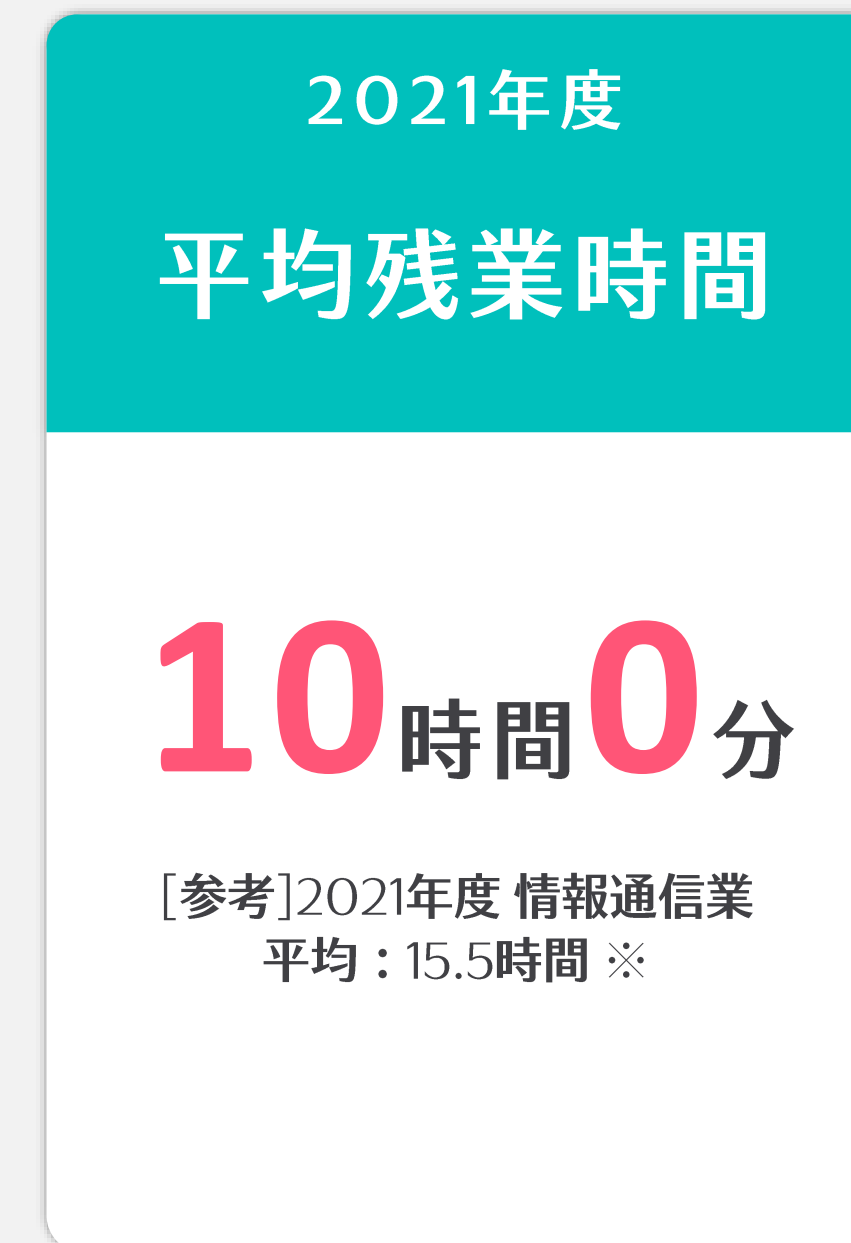 2021年度
平均残業時間
10時間0分
[参考]2021年度 情報通信業
平均：15.5時間 ※